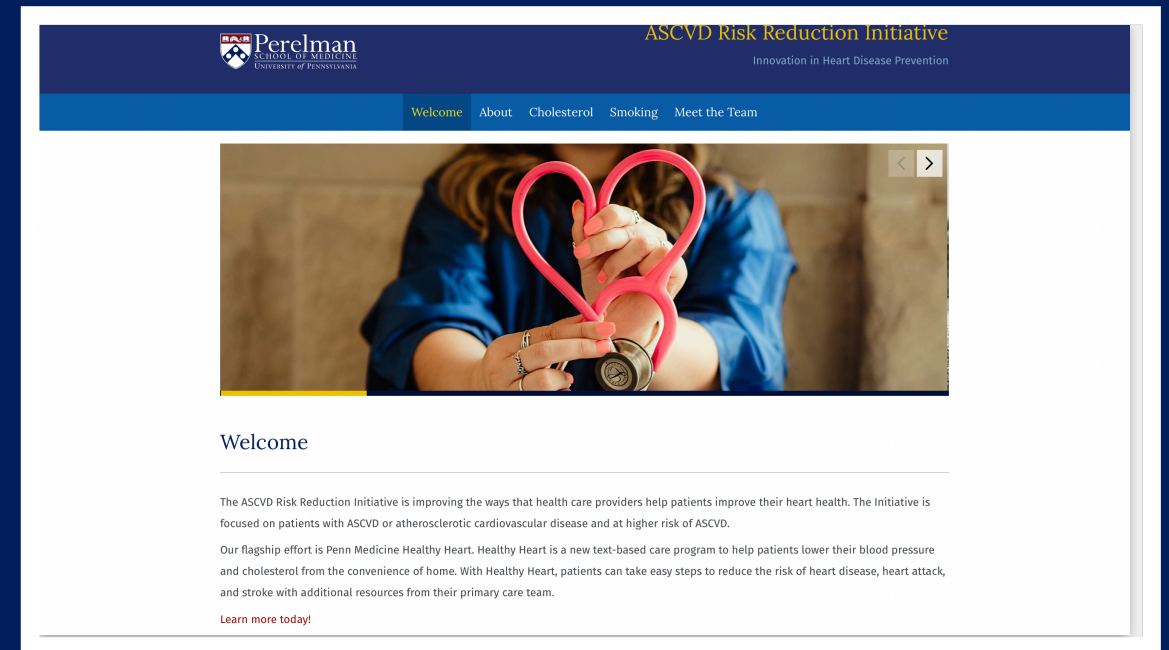 Perelman
SCHOOL OF MEDICINE
UNIVERSITY of PENNSYLVANIA
ASCVD Risk Reduction Initiative
Innovation in Heart Disease Prevention
Welcome About Cholesterol Smoking Meet the Team
Welcome
The ASCVD Risk Reduction Initiative is improving the ways that health care providers help patients improve their heart health. The Initiative is
focused on patients with ASCVD or atherosclerotic cardiovascular disease and at higher risk of ASCVD.
Our flagship effort is Penn Medicine Healthy Heart. Healthy Heart is a new text-based care program to help patients lower their blood pressure
and cholesterol from the convenience of home. With Healthy Heart, patients can take easy steps to reduce the risk of heart disease, heart attack,
and stroke with additional resources from their primary care team.
Learn more today!